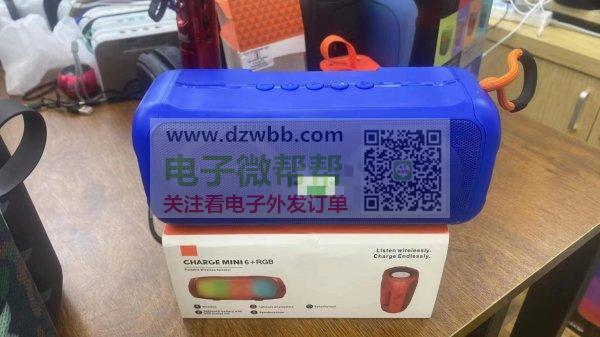 www.dzwbb.com
电子微帮帮
关注看电子外发订单
CHARGE MINI 6+RGB
Portable Wireless Speaker
Listen wirelessly.
Charge Endlessly.